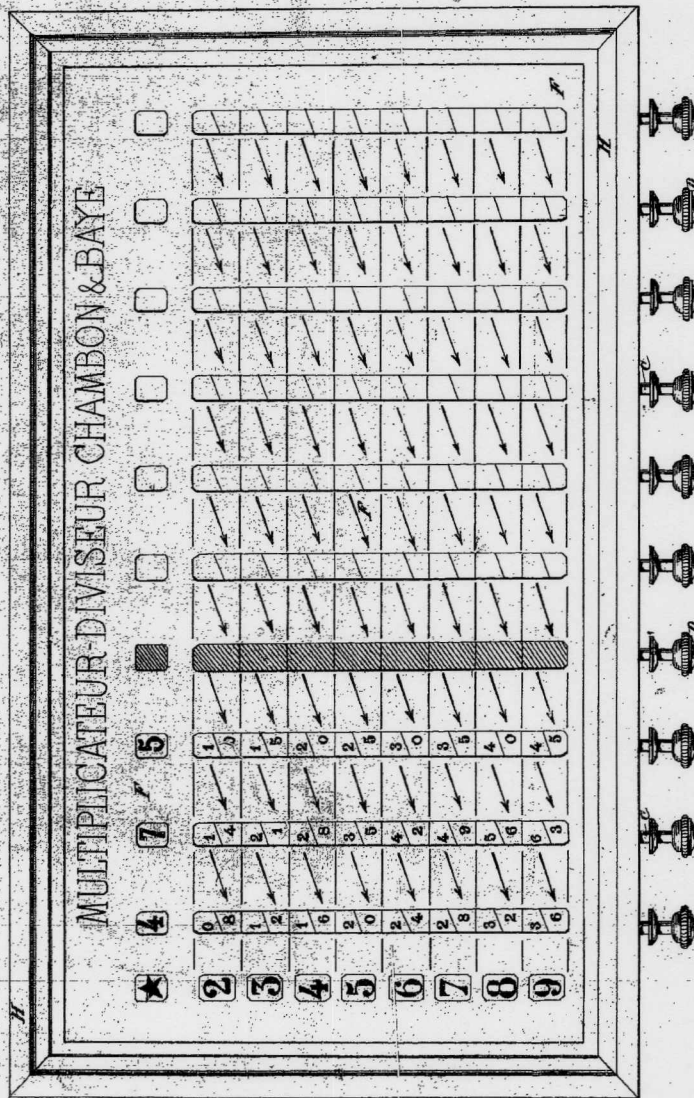 H
MULTIPLICATEUR-DIVISEUR CHAMBON & BAYE
★ 4 7 5
F
2 0/8 1/4 1/0
3 1/2 2/1 1/5
4 1/6 2/8 2/0
5 2/0 3/5 2/5
F
6 2/4 4/2 3/0
7 2/8 4/9 3/5
8 3/2 5/6 4/0
9 3/6 6/3 4/5
F
H